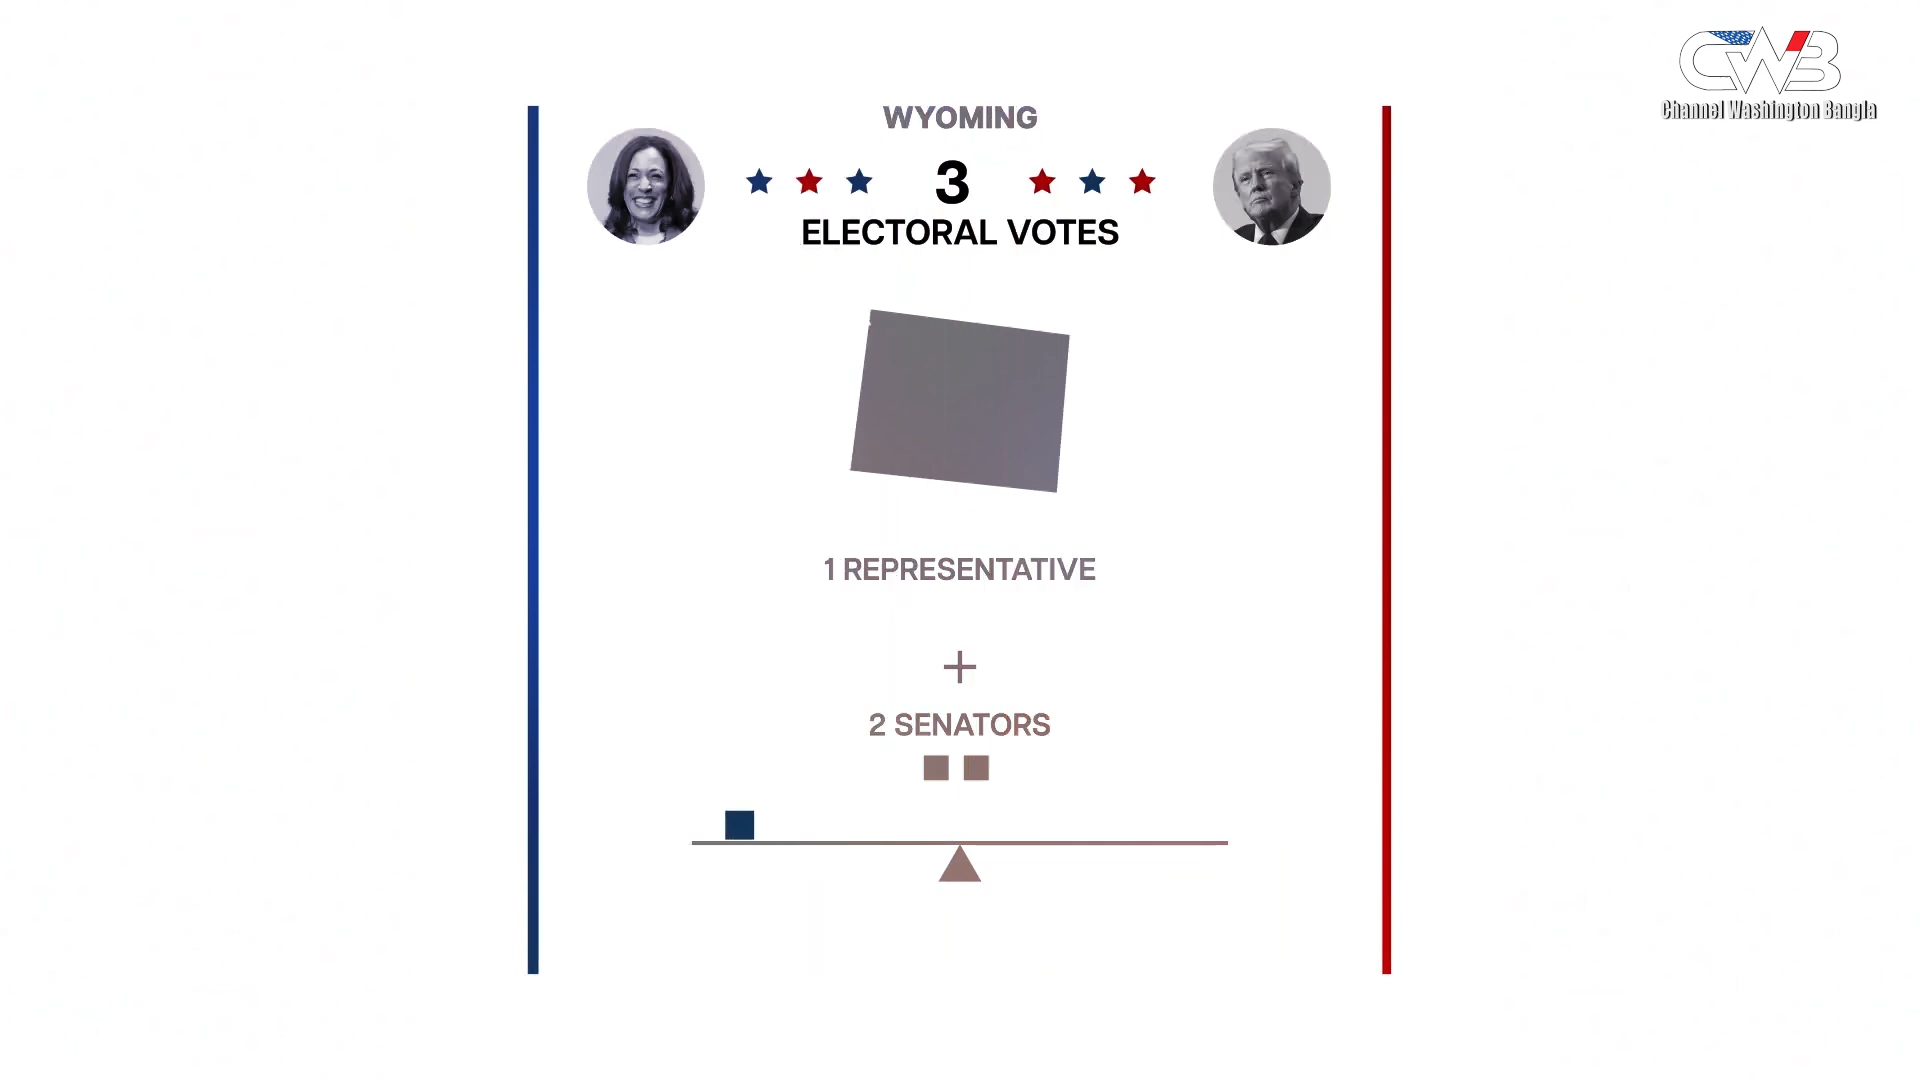 CWB
Channel Washington Bangla
WYOMING
3
ELECTORAL VOTES
1 REPRESENTATIVE
+
2 SENATORS